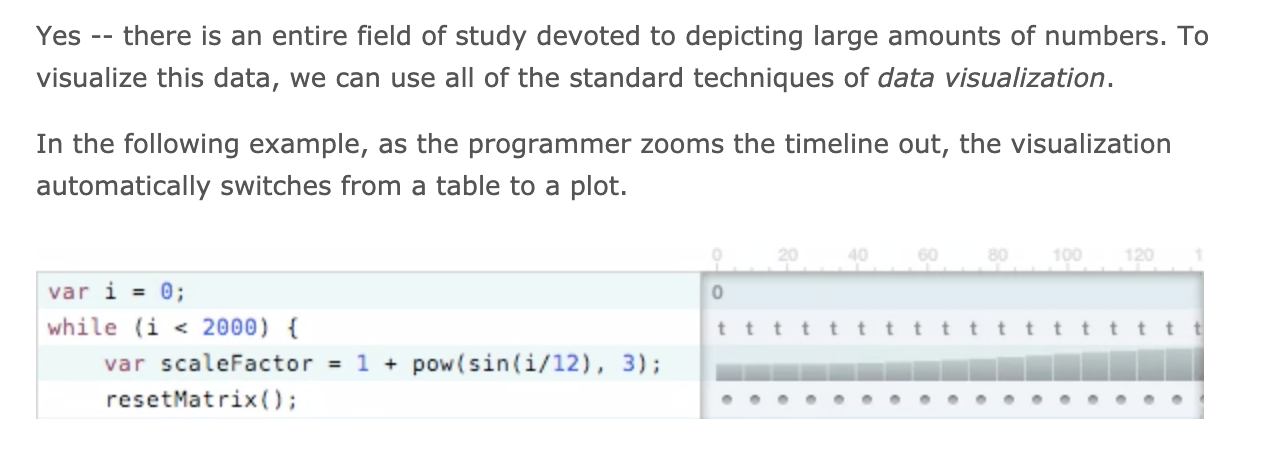 Yes -- there is an entire field of study devoted to depicting large amounts of numbers. To
visualize this data, we can use all of the standard techniques of data visualization.
In the following example, as the programmer zooms the timeline out, the visualization
automatically switches from a table to a plot.
0 20 40 60 80 100 120 1
var i = 0; 0
while (i < 2000) { t t t t t t t t t t t t t t t t t t
var scaleFactor = 1 + pow(sin(i/12), 3);
resetMatrix();